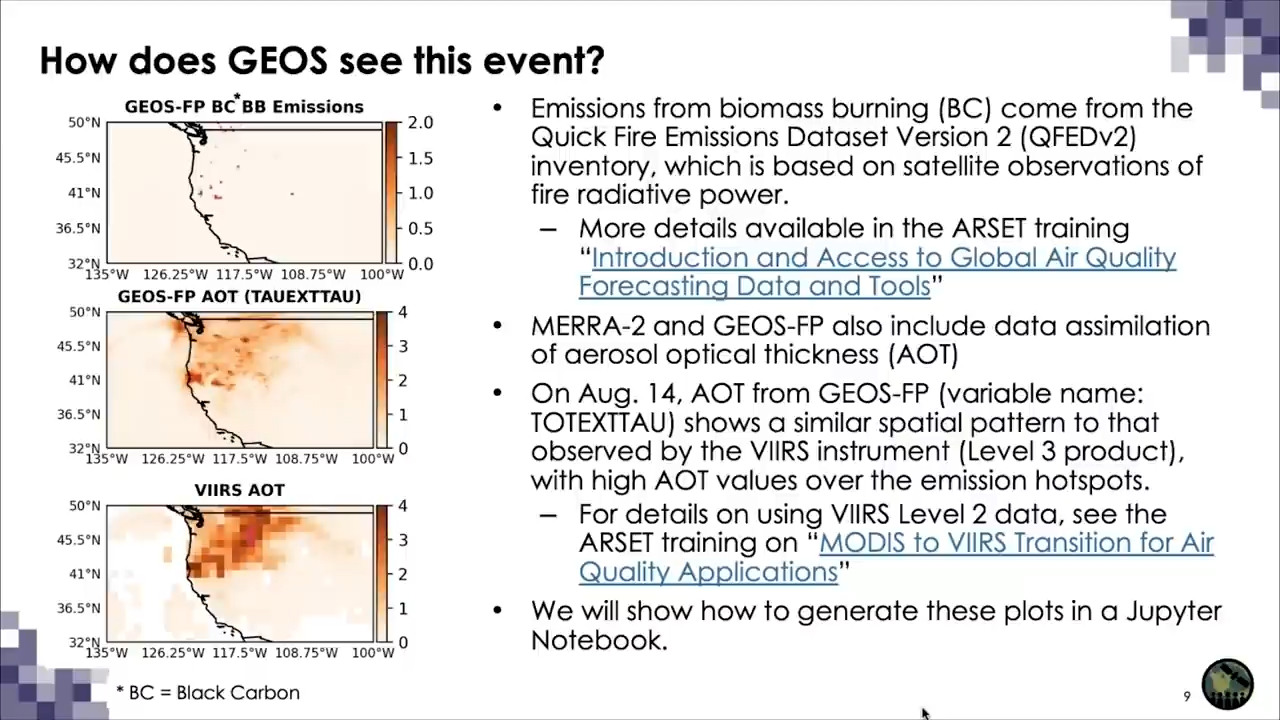 How does GEOS see this event?
GEOS-FP BC* BB Emissions
50°N
45.5°N
41°N
36.5°N
32°N
135°W 126.25°W 117.5°W 108.75°W 100°W
2.0
1.5
1.0
0.5
0.0
GEOS-FP AOT (TAUEXTTAU)
50°N
45.5°N
41°N
36.5°N
32°N
135°W 126.25°W 117.5°W 108.75°W 100°W
4
3
2
1
0
VIIRS AOT
50°N
45.5°N
41°N
36.5°N
32°N
135°W 126.25°W 117.5°W 108.75°W 100°W
4
3
2
1
0
* BC = Black Carbon
• Emissions from biomass burning (BC) come from the
Quick Fire Emissions Dataset Version 2 (QFEDv2)
inventory, which is based on satellite observations of
fire radiative power.
– More details available in the ARSET training
“Introduction and Access to Global Air Quality
Forecasting Data and Tools”
• MERRA-2 and GEOS-FP also include data assimilation
of aerosol optical thickness (AOT)
• On Aug. 14, AOT from GEOS-FP (variable name:
TOTEXTTAU) shows a similar spatial pattern to that
observed by the VIIRS instrument (Level 3 product),
with high AOT values over the emission hotspots.
– For details on using VIIRS Level 2 data, see the
ARSET training on “MODIS to VIIRS Transition for Air
Quality Applications”
• We will show how to generate these plots in a Jupyter
Notebook.
9